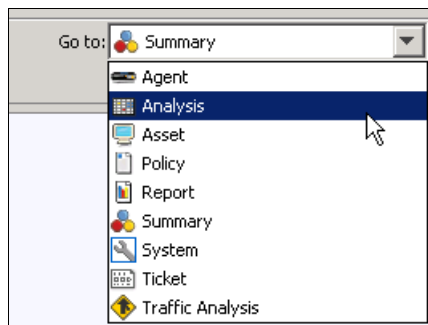 Go to: Summary
Agent
Analysis
Asset
Policy
Report
Summary
System
Ticket
Traffic Analysis